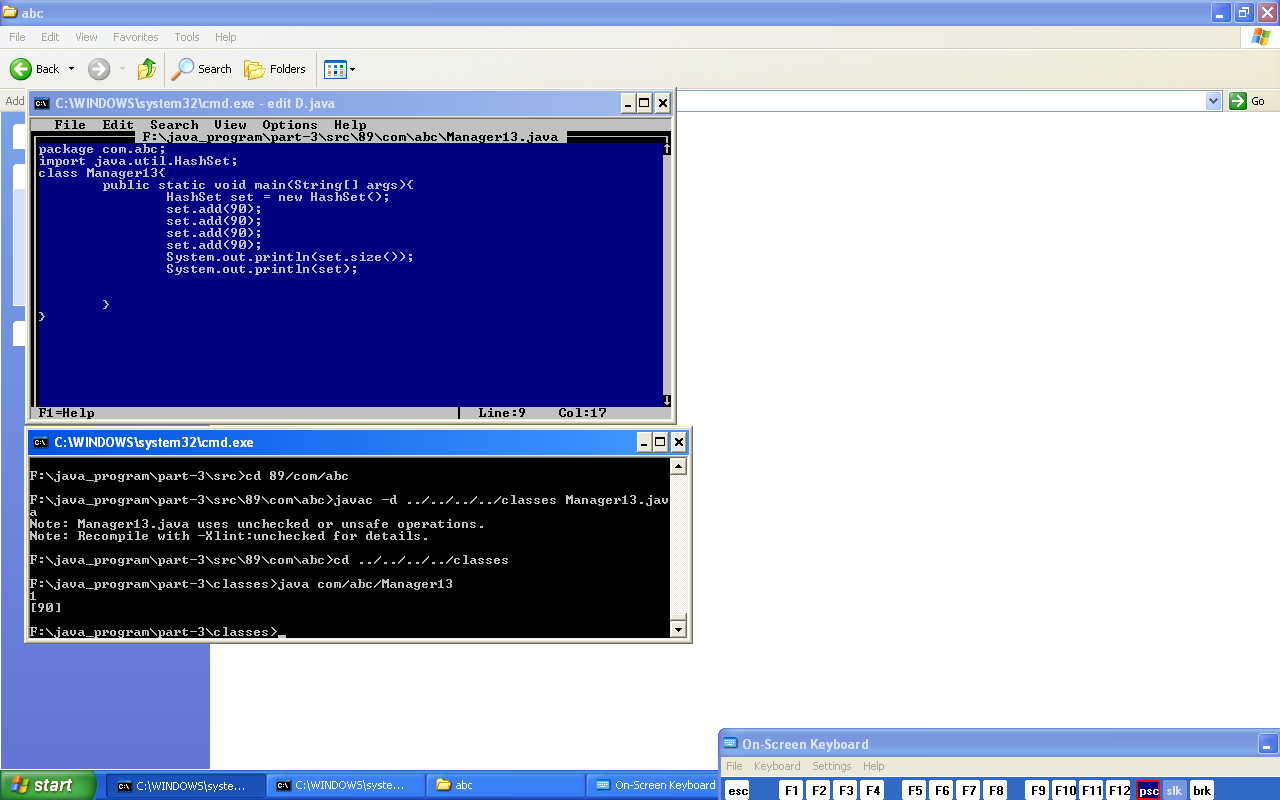 abc
File Edit View Favorites Tools Help
Back Search Folders
Add Go
C:\WINDOWS\system32\cmd.exe - edit D.java
File Edit Search View Options Help
F:\java_program\part-3\src\89\com\abc\Manager13.java
package com.abc;
import java.util.HashSet;
class Manager13{
public static void main(String[] args){
HashSet set = new HashSet();
set.add(90);
set.add(90);
set.add(90);
set.add(90);
System.out.println(set.size());
System.out.println(set);
}
}
F1=Help Line:9 Col:17
C:\WINDOWS\system32\cmd.exe
F:\java_program\part-3\src>cd 89/com/abc
F:\java_program\part-3\src\89\com\abc>javac -d ../../../../classes Manager13.jav
a
Note: Manager13.java uses unchecked or unsafe operations.
Note: Recompile with -Xlint:unchecked for details.
F:\java_program\part-3\src\89\com\abc>cd ../../../../classes
F:\java_program\part-3\classes>java com/abc/Manager13
1
[90]
F:\java_program\part-3\classes>_
On-Screen Keyboard
File Keyboard Settings Help
esc F1 F2 F3 F4 F5 F6 F7 F8 F9 F10 F11 F12 psc slk brk
start C:\WINDOWS\syste... C:\WINDOWS\syste... abc On-Screen Keyboard